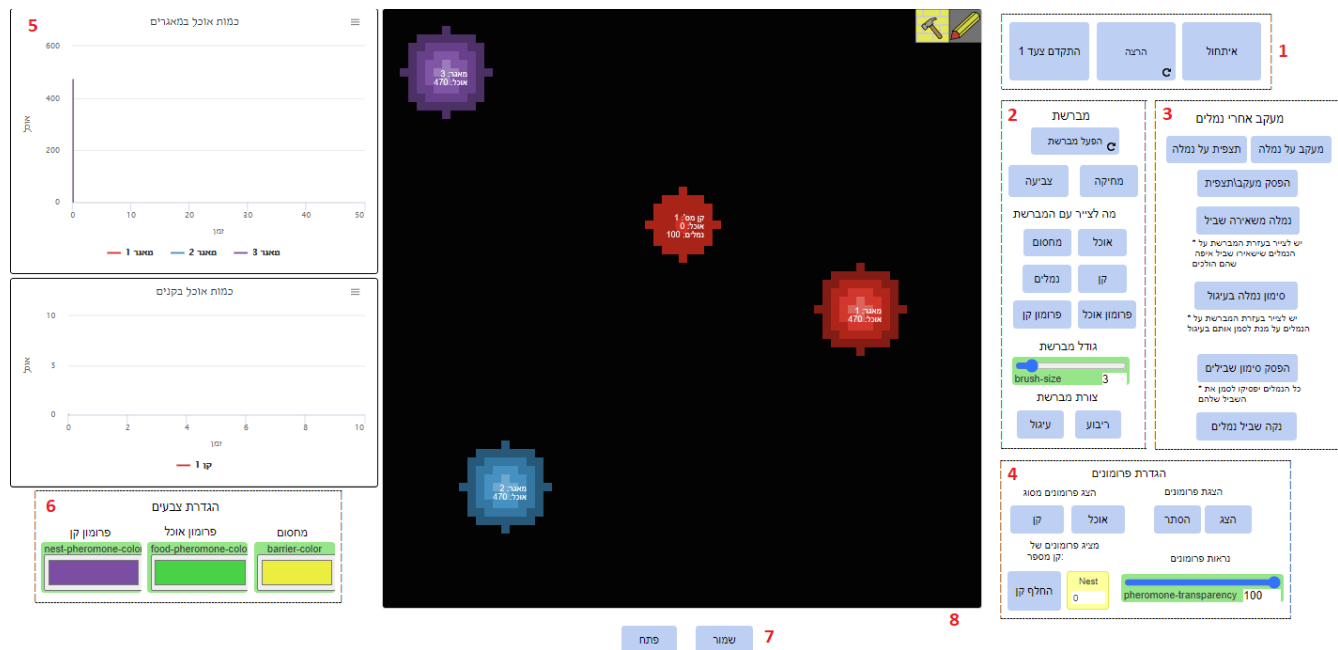 5
כמות אוכל במאגרים
600
400
200
0
אוכל
0
10
20
30
40
50
זמן
מאגר 1
מאגר 2
מאגר 3
כמות אוכל בקנים
10
5
0
אוכל
0
2
4
6
8
10
זמן
קן 1
6
הגדרת צבעים
פרומון קן
פרומון אוכל
מחסום
nest-pheromone-colo
food-pheromone-colo
barrier-color
מאגר: 3
אוכל: 470
קן מס': 1
אוכל: 0
נמלים: 100
מאגר: 1
אוכל: 470
מאגר: 2
אוכל: 470
8
שמור
פתח
7
1
איתחול
הרצה
התקדם צעד 1
2
מברשת
הפעל מברשת
מחיקה
צביעה
מה לצייר עם המברשת
אוכל
מחסום
קן
נמלים
פרומון אוכל
פרומון קן
גודל מברשת
brush-size
3
צורת מברשת
ריבוע
עיגול
3
מעקב אחרי נמלים
מעקב על נמלה
תצפית על נמלה
הפסק מעקב\תצפית
נמלה משאירה שביל
יש לצייר בעזרת המברשת על *
הנמלים שישאירו שביל איפה
שהם הולכים
סימון נמלה בעיגול
יש לצייר בעזרת המברשת על *
הנמלים על מנת לסמן אותם בעיגול
הפסק סימון שבילים
כל הנמלים יפסיקו לסמן את *
השביל שלהם
נקה שביל נמלים
4
הגדרת פרומונים
הצגת פרומונים
הצג פרומונים מסוג
הצג
הסתר
אוכל
קן
מציג פרומונים של
קן מספר:
נראות פרומונים
החלף קן
Nest
0
pheromone-transparency
100